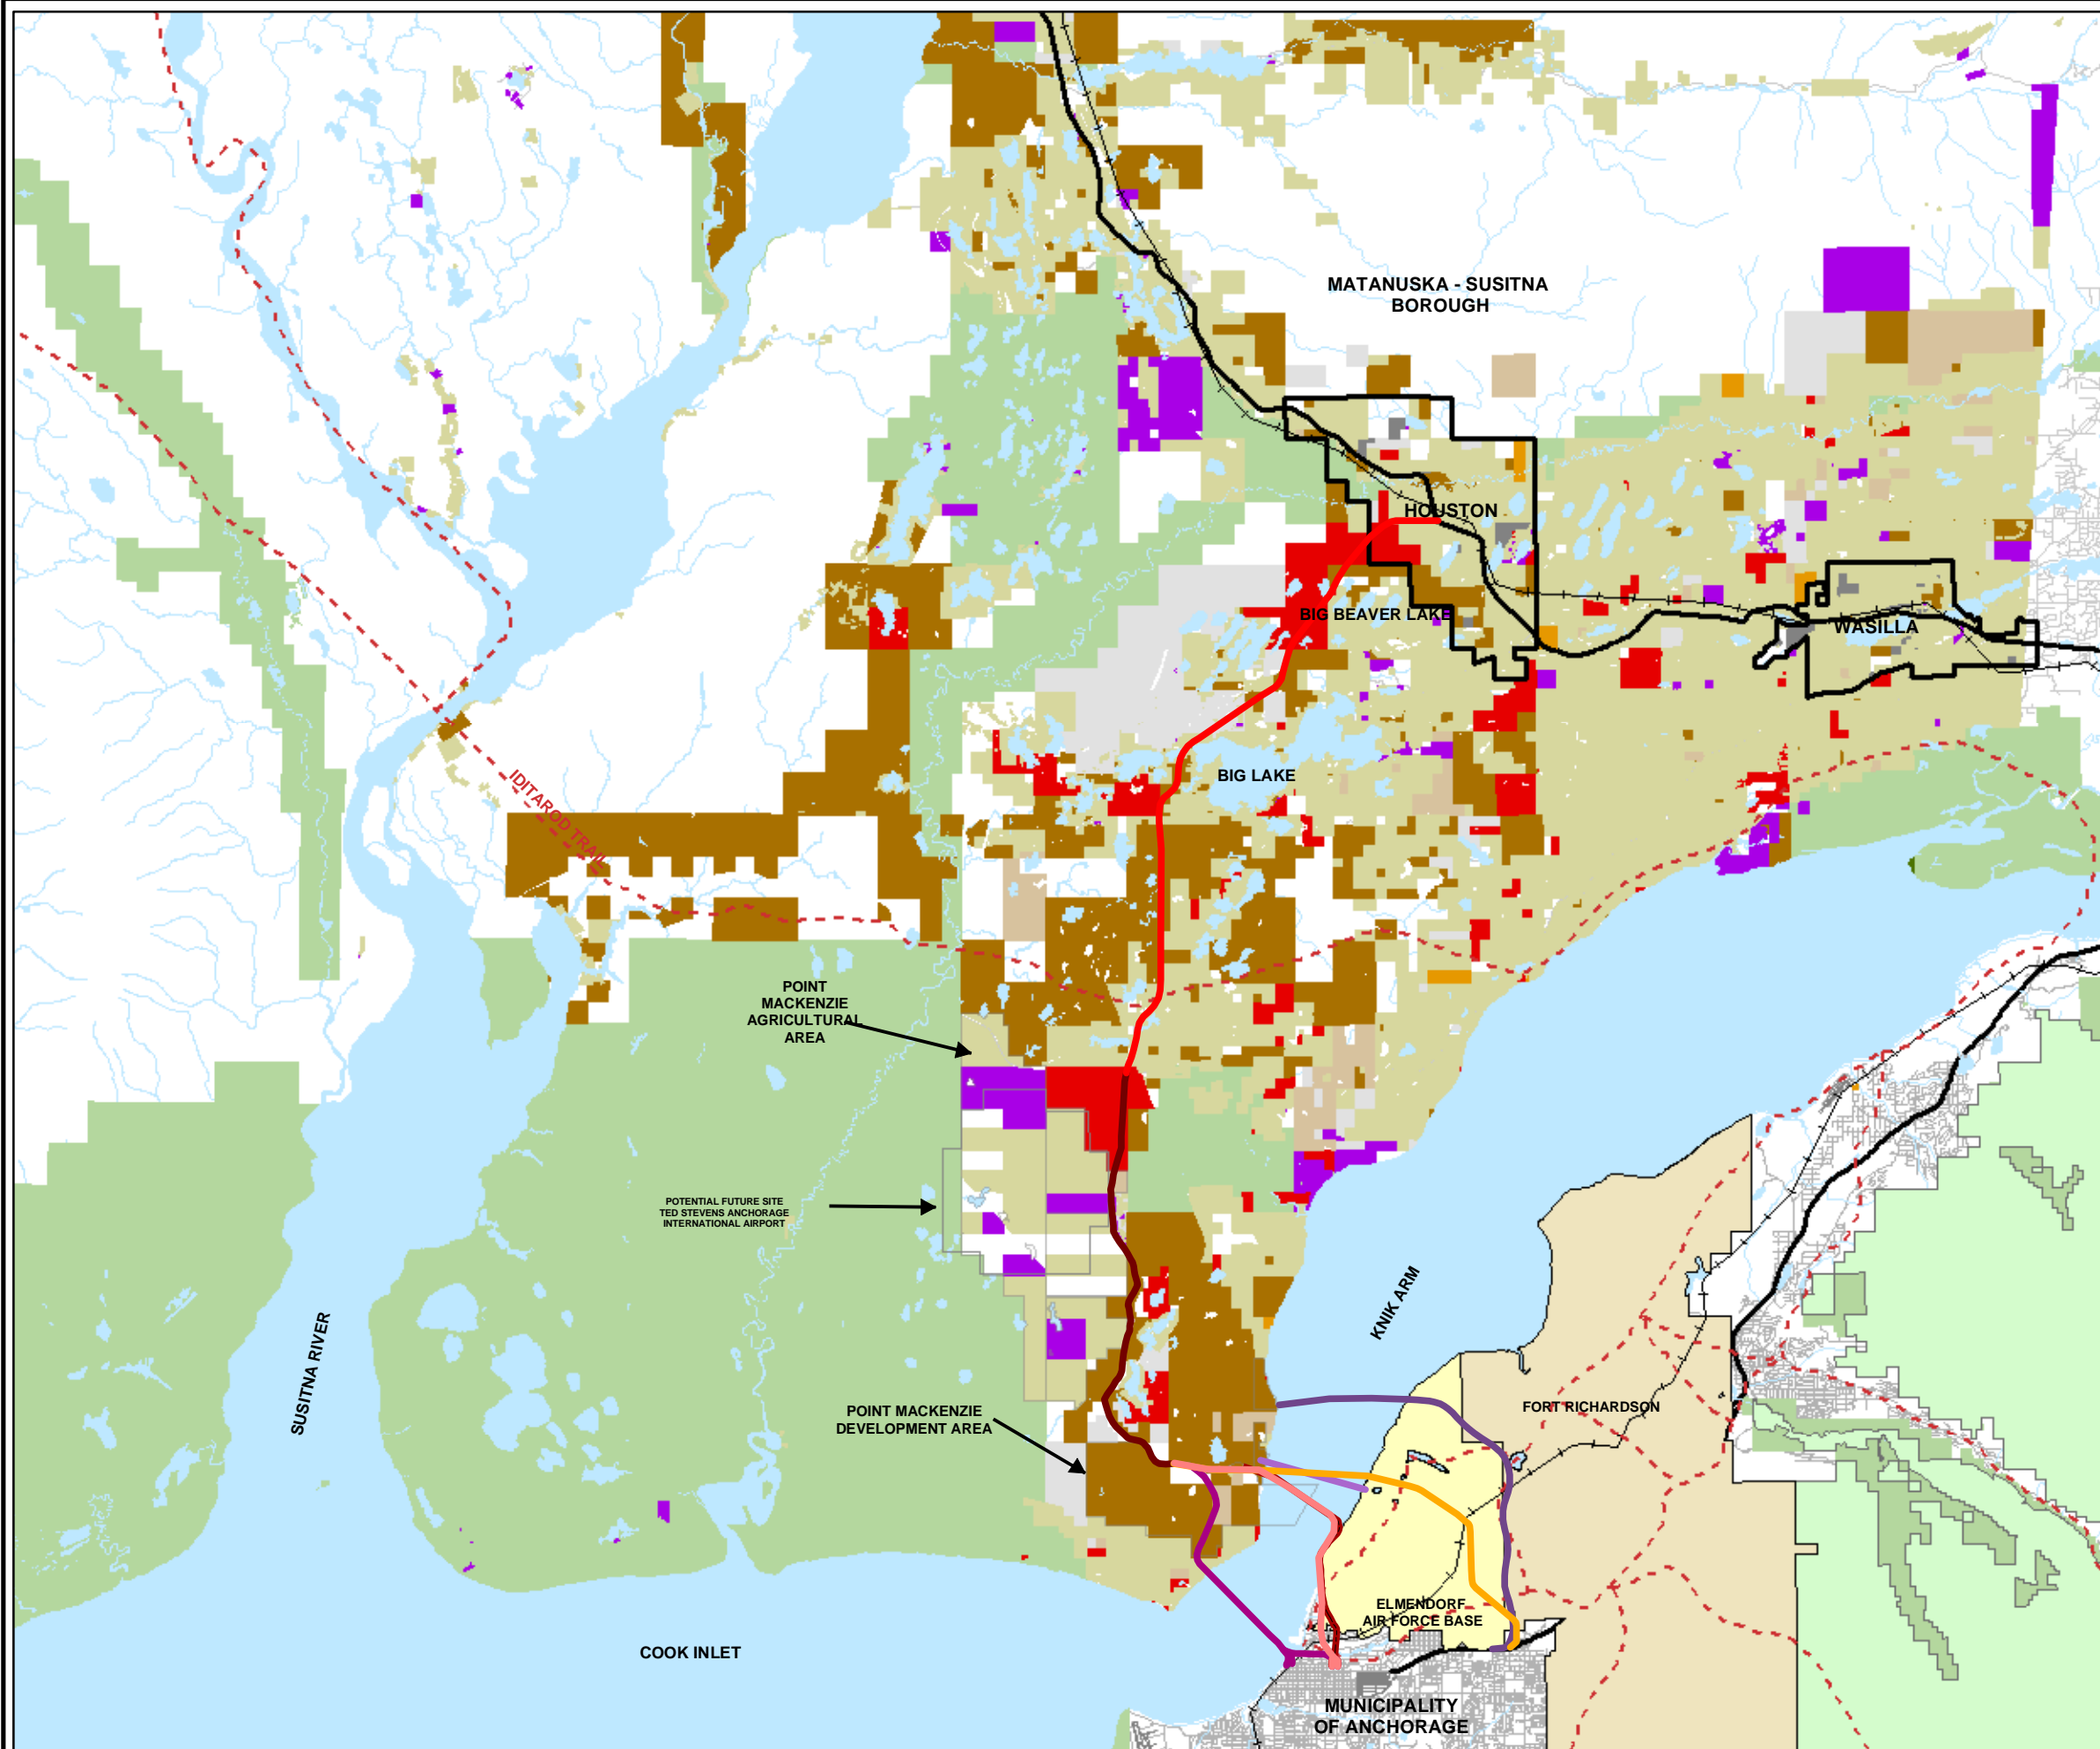 MATANUSKA - SUSITNA
BOROUGH
HOUSTON
BIG BEAVER LAKE
WASILLA
BIG LAKE
IDITAROD TRAIL
POINT
MACKENZIE
AGRICULTURAL
AREA
POTENTIAL FUTURE SITE
TED STEVENS ANCHORAGE
INTERNATIONAL AIRPORT
KNIK ARM
SUSITNA RIVER
POINT MACKENZIE
DEVELOPMENT AREA
FORT RICHARDSON
ELMENDORF
AIR FORCE BASE
COOK INLET
MUNICIPALITY
OF ANCHORAGE